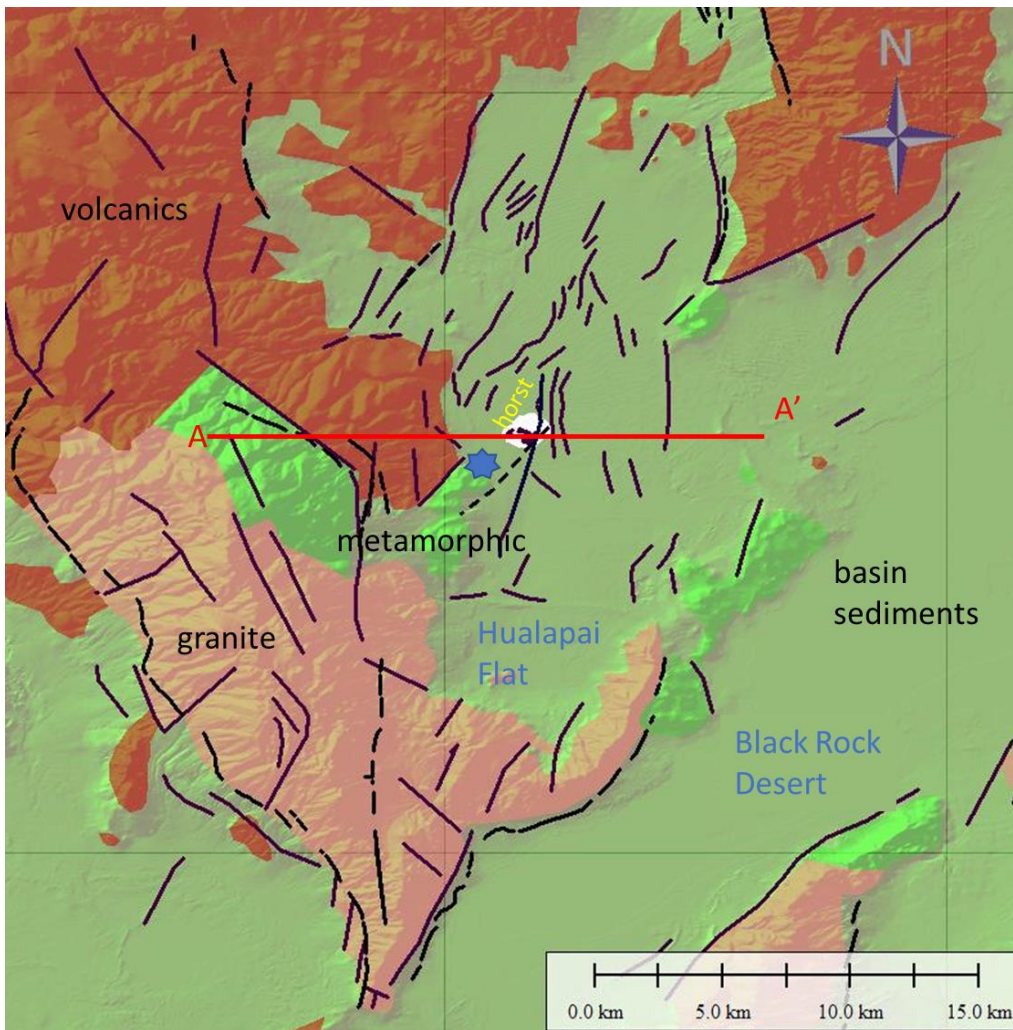 N
volcanics
horst
A
A’
metamorphic
basin
sediments
granite
Hualapai
Flat
Black Rock
Desert
0.0 km 5.0 km 10.0 km 15.0 km